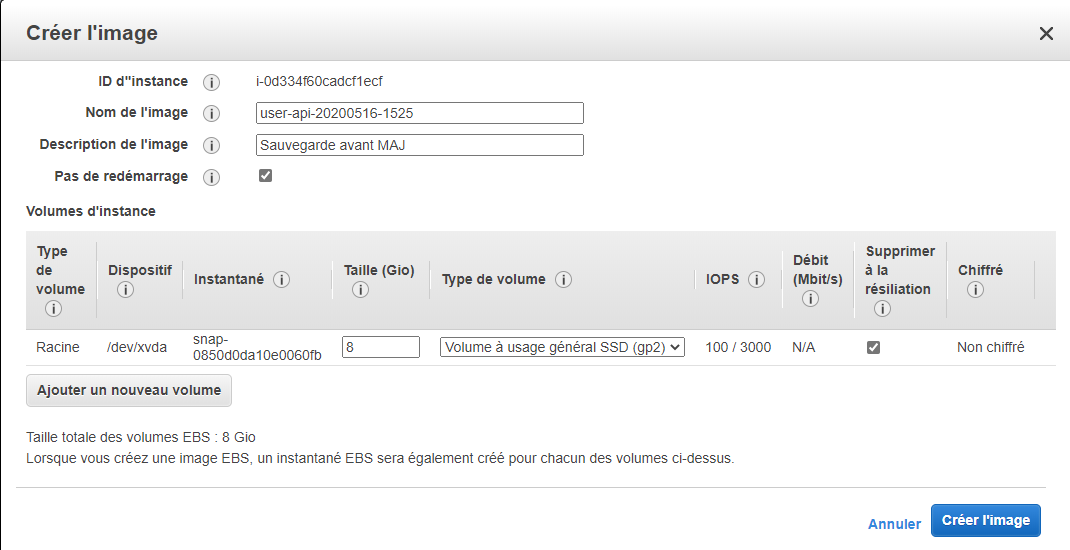 Créer l'image
ID d"instance i-0d334f60cadcf1ecf
Nom de l'image user-api-20200516-1525
Description de l'image Sauvegarde avant MAJ
Pas de redémarrage
Volumes d'instance
Type de volume
Dispositif
Instantané
Taille (Gio)
Type de volume
IOPS
Débit (Mbit/s)
Supprimer à la résiliation
Chiffré
Racine /dev/xvda snap-0850d0da10e0060fb 8 Volume à usage général SSD (gp2) 100 / 3000 N/A Non chiffré
Ajouter un nouveau volume
Taille totale des volumes EBS : 8 Gio
Lorsque vous créez une image EBS, un instantané EBS sera également créé pour chacun des volumes ci-dessus.
Annuler Créer l'image